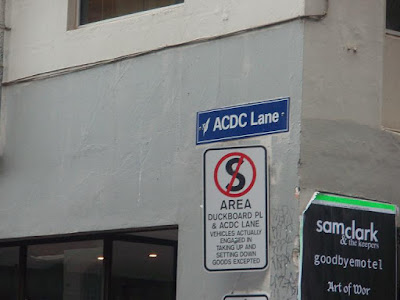 ACDC Lane
S
AREA
DUCKBOARD PL
& ACDC LANE
VEHICLES ACTUALLY
ENGAGED IN
TAKING UP AND
SETTING DOWN
GOODS EXCEPTED
samclark
& the keepers
goodbyemotel
Art of Wor